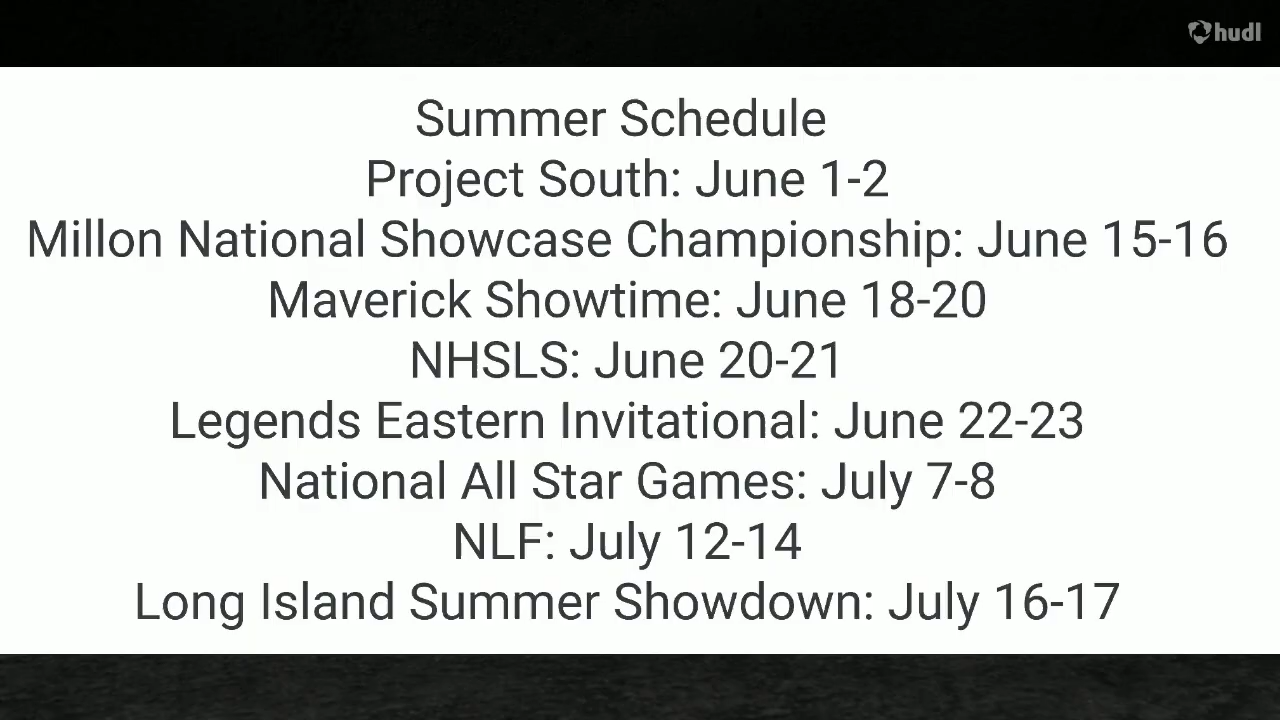 hudl
Summer Schedule
Project South: June 1-2
Millon National Showcase Championship: June 15-16
Maverick Showtime: June 18-20
NHSLS: June 20-21
Legends Eastern Invitational: June 22-23
National All Star Games: July 7-8
NLF: July 12-14
Long Island Summer Showdown: July 16-17